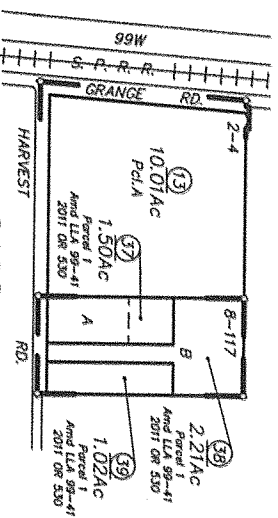 99W
S. P. R. R.
GRANGE RD.
2-4
13
10.01Ac
Pcl.A
37
1.50Ac
Parcel 1
Amd LLA 99-41
2011 OR 530
8-117
A
B
38
2.21Ac
Parcel 1
Amd LLA 99-41
2011 OR 530
39
1.02Ac
Parcel 1
Amd LLA 99-41
2011 OR 530
HARVEST RD.